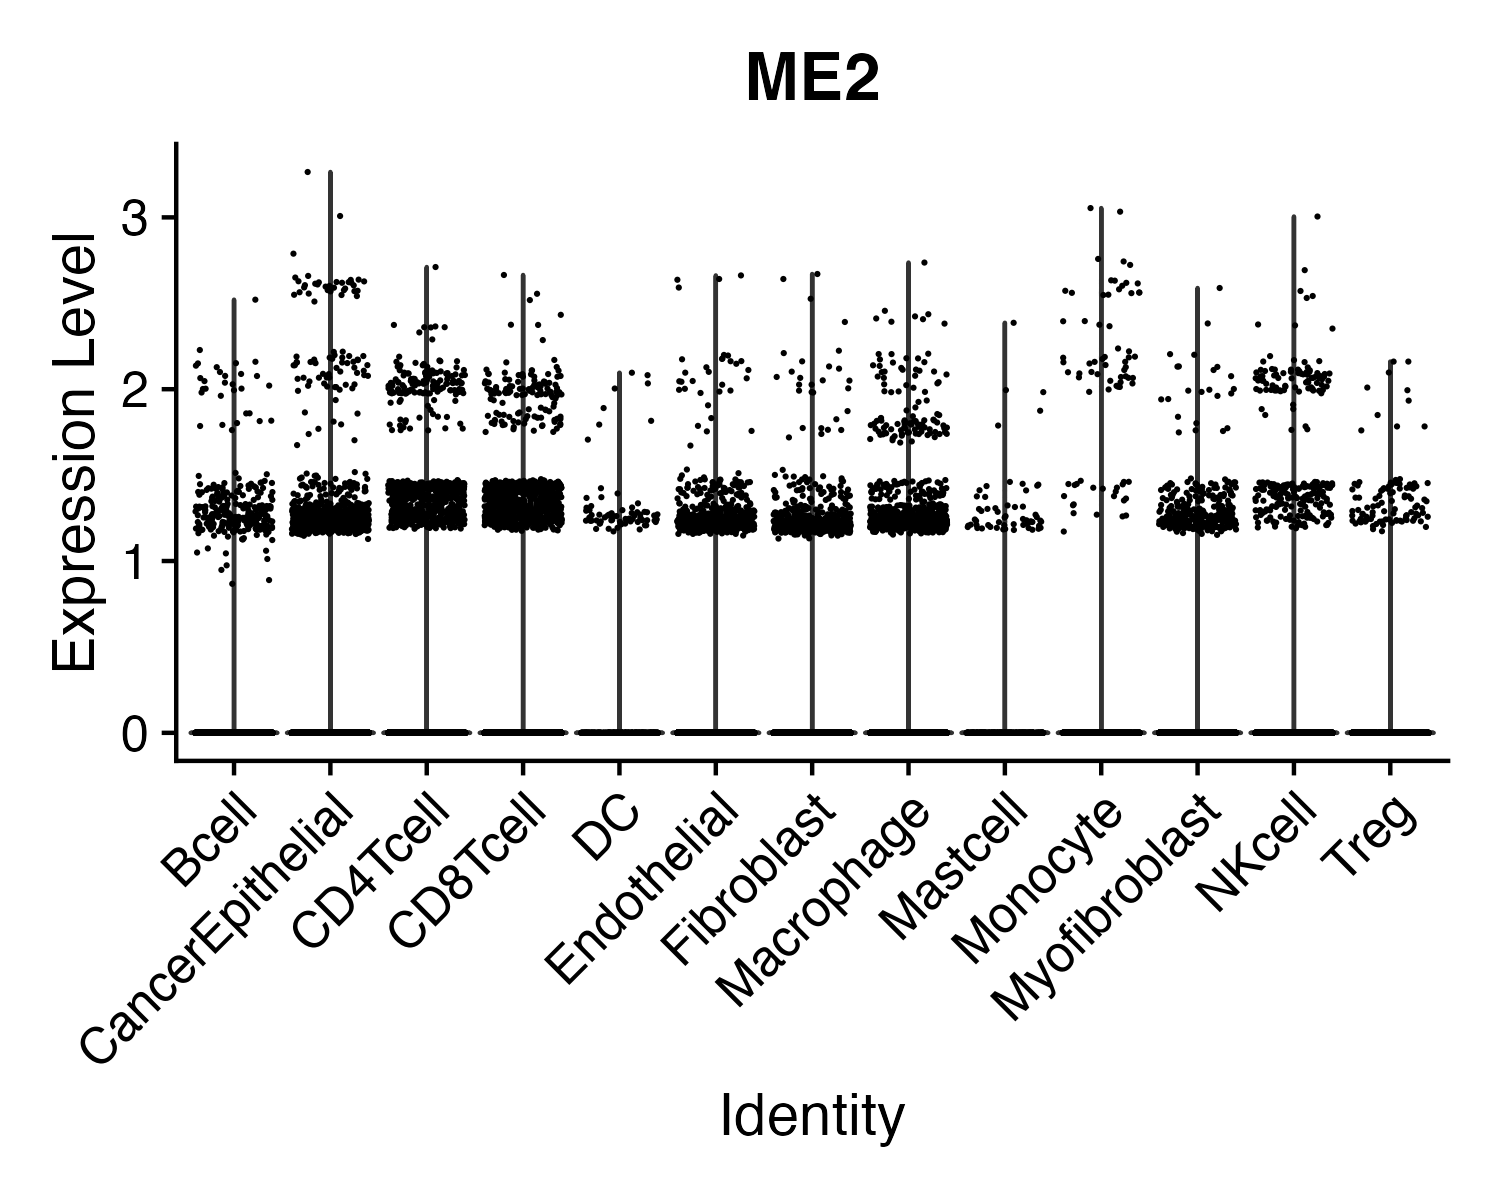 ME2
Expression Level
3
2
1
0
Bcell
CancerEpithelial
CD4Tcell
CD8Tcell
DC
Endothelial
Fibroblast
Macrophage
Mastcell
Monocyte
Myofibroblast
NKcell
Treg
Identity